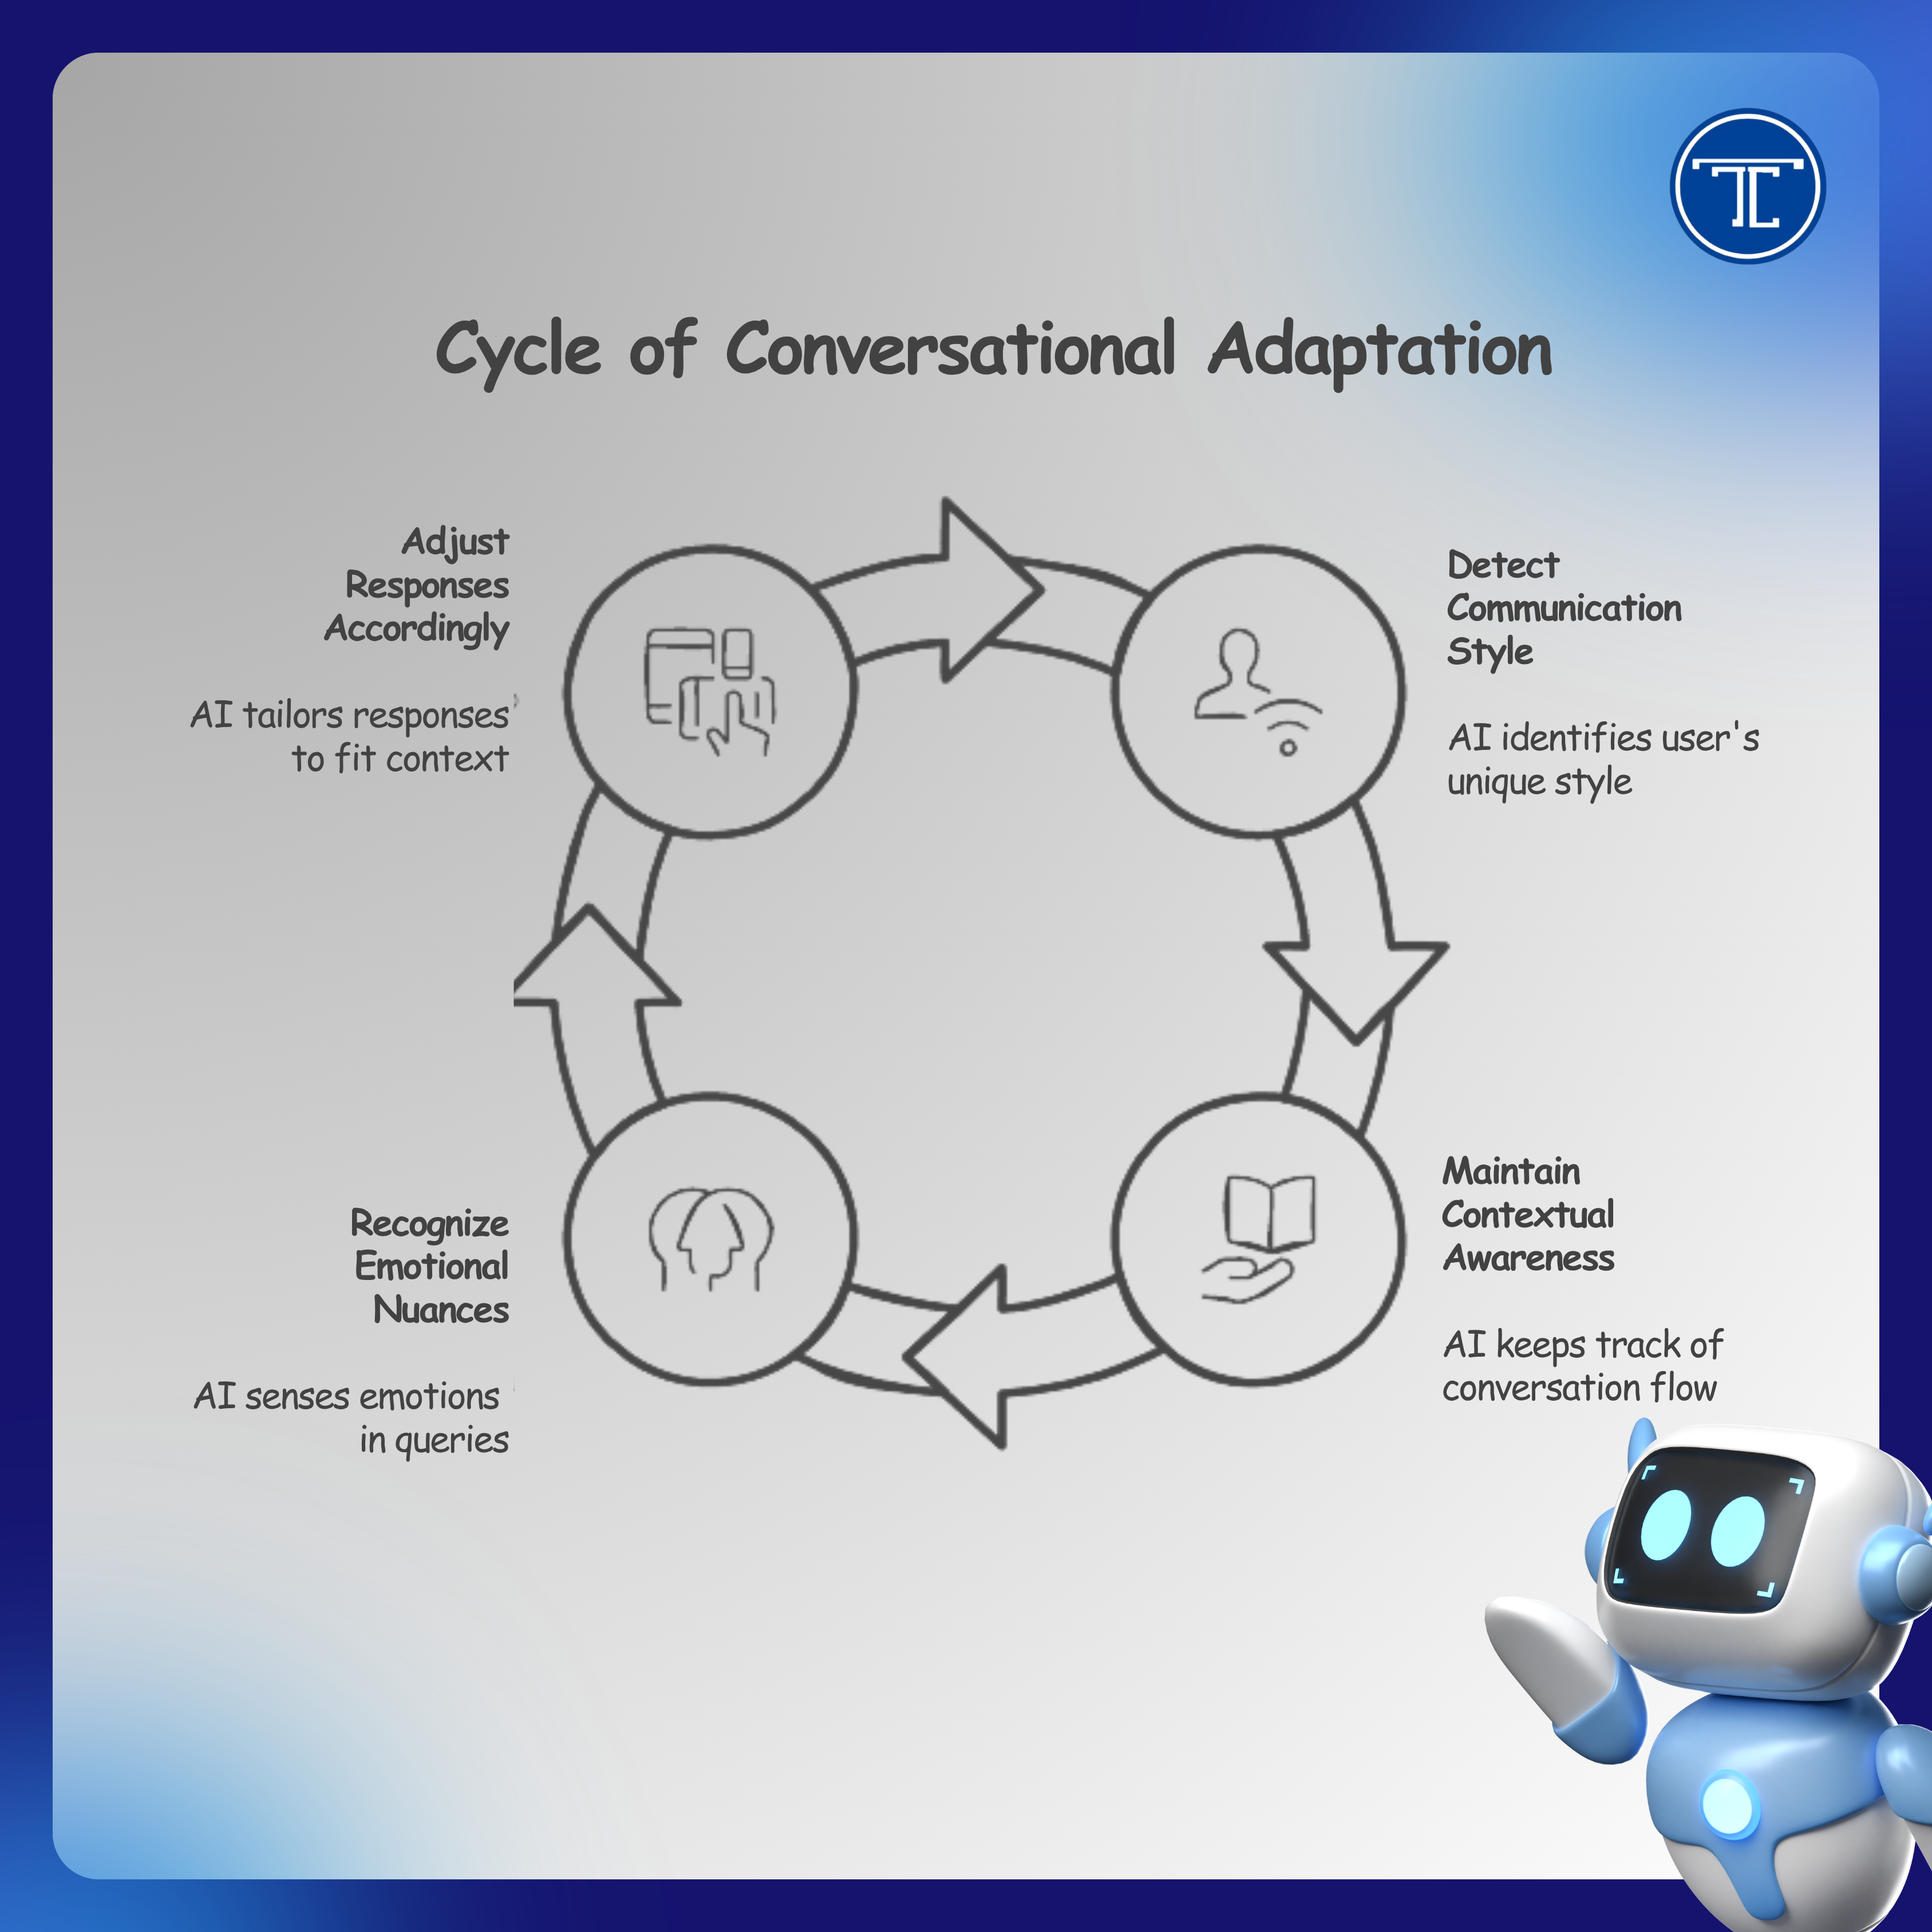 TC
Cycle of Conversational Adaptation
Adjust
Responses
Accordingly
AI tailors responses
to fit context
Detect
Communication
Style
AI identifies user's
unique style
Maintain
Contextual
Awareness
AI keeps track of
conversation flow
Recognize
Emotional
Nuances
AI senses emotions
in queries